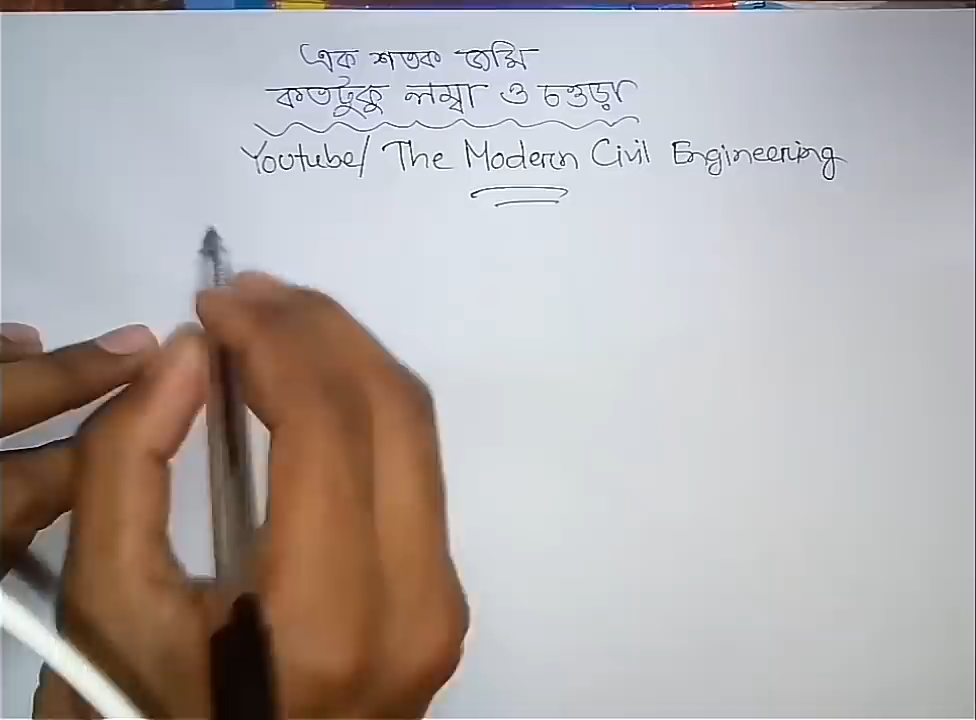 এক শতক জমি
কতটুকু লম্বা ও চওড়া
Youtube/ The Modern Civil Engineering